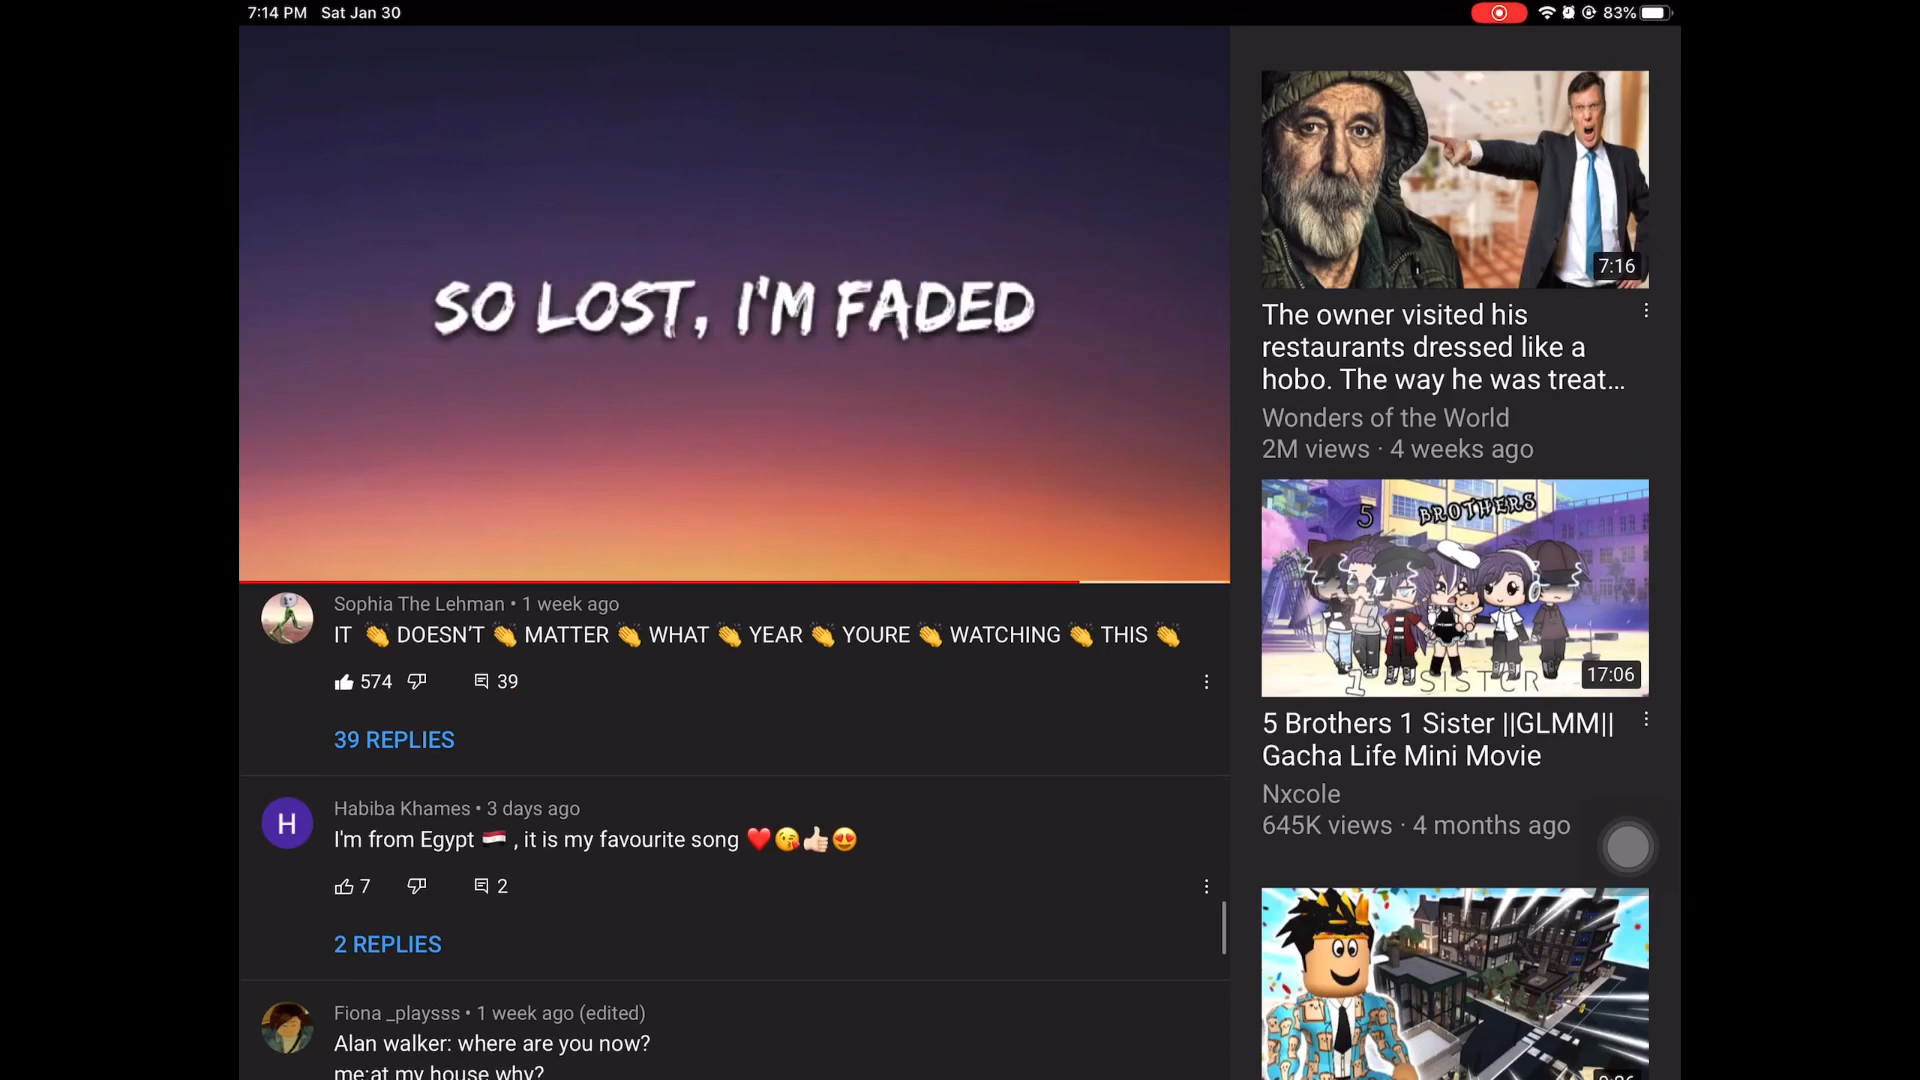 7:14 PM Sat Jan 30
83%
SO LOST, I'M FADED
Sophia The Lehman • 1 week ago
IT 👏 DOESN'T 👏 MATTER 👏 WHAT 👏 YEAR 👏 YOURE 👏 WATCHING 👏 THIS 👏
574 39
39 REPLIES
H
Habiba Khames • 3 days ago
I'm from Egypt 🇪🇬 , it is my favourite song ❤️😘👍🏻😍
7 2
2 REPLIES
Fiona _playsss • 1 week ago (edited)
Alan walker: where are you now?
me:at my house why?
7:16
The owner visited his
restaurants dressed like a
hobo. The way he was treat...
Wonders of the World
2M views · 4 weeks ago
5 BROTHERS
1 SISTER
17:06
5 Brothers 1 Sister ||GLMM||
Gacha Life Mini Movie
Nxcole
645K views · 4 months ago